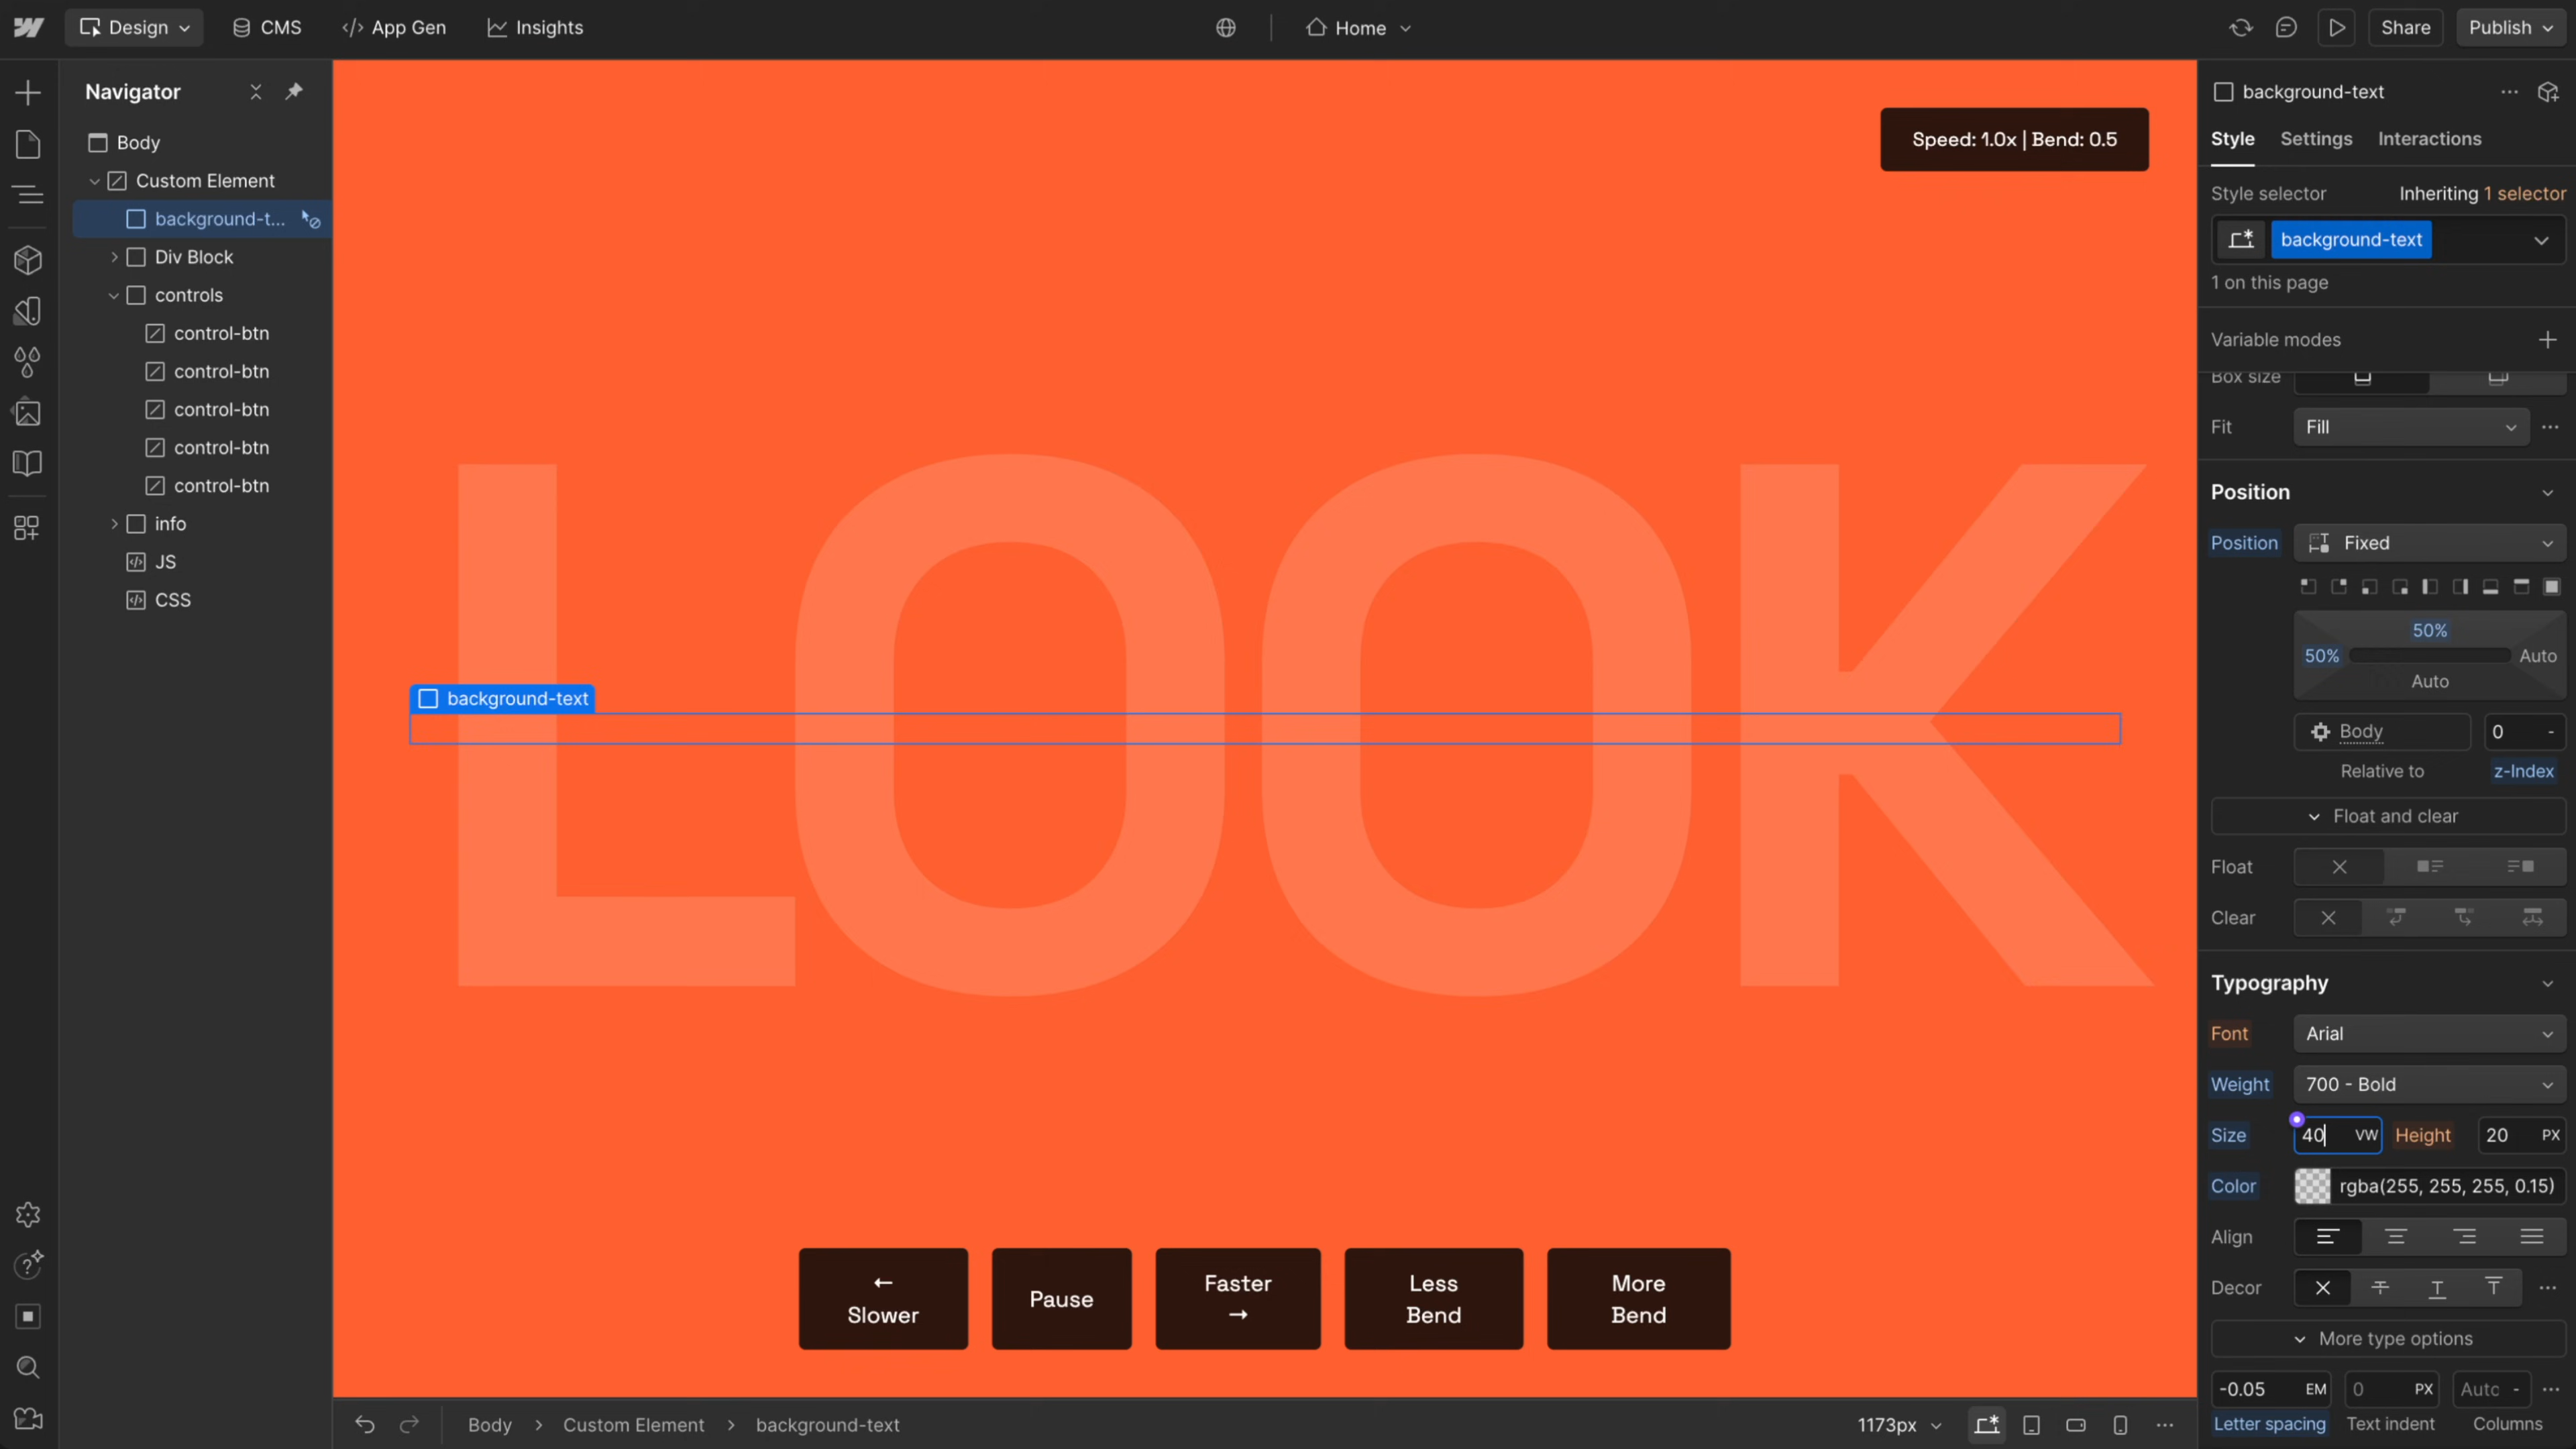 Design
CMS
App Gen
Insights
Home
Share
Publish
Navigator
Body
Custom Element
background-t...
Div Block
controls
control-btn
control-btn
control-btn
control-btn
control-btn
info
JS
CSS
Speed: 1.0x | Bend: 0.5
LOOK
background-text
← Slower
Pause
Faster →
Less Bend
More Bend
Body > Custom Element > background-text
1173px
background-text
Style Settings Interactions
Style selector Inheriting 1 selector
background-text
1 on this page
Variable modes
Box size
Fit Fill
Position
Position Fixed
50%
50% Auto
Auto
Body 0 -
Relative to z-Index
Float and clear
Float
Clear
Typography
Font Arial
Weight 700 - Bold
Size 40 VW Height 20 PX
Color rgba(255, 255, 255, 0.15)
Align
Decor
More type options
-0.05 EM 0 PX Auto -
Letter spacing Text indent Columns